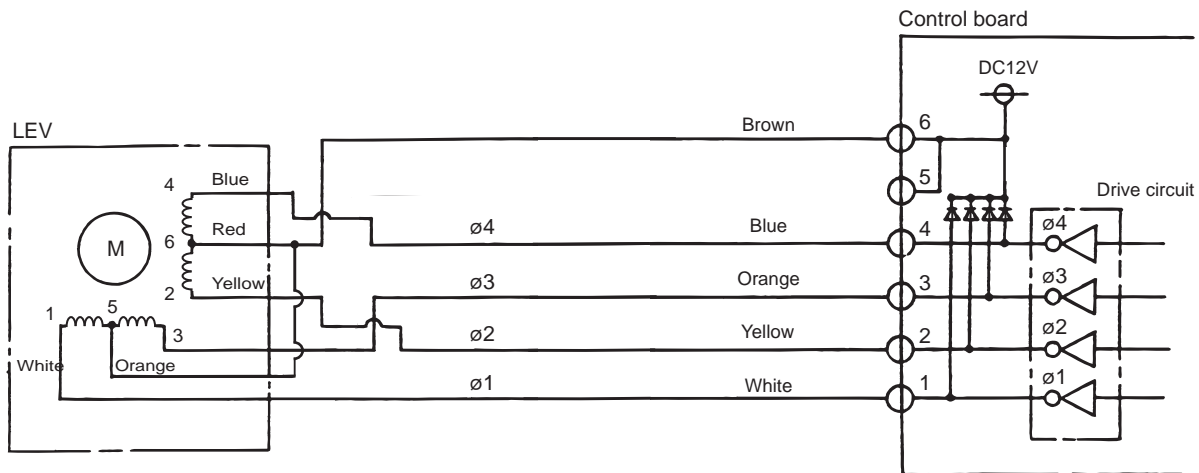 Control board
DC12V
LEV
Brown 6
4 Blue
5
Drive circuit
Red ø4 Blue 4 ø4
M 6
Yellow ø3 Orange 3 ø3
2
1 5 3
ø2 Yellow 2 ø2
White Orange
ø1 White 1 ø1